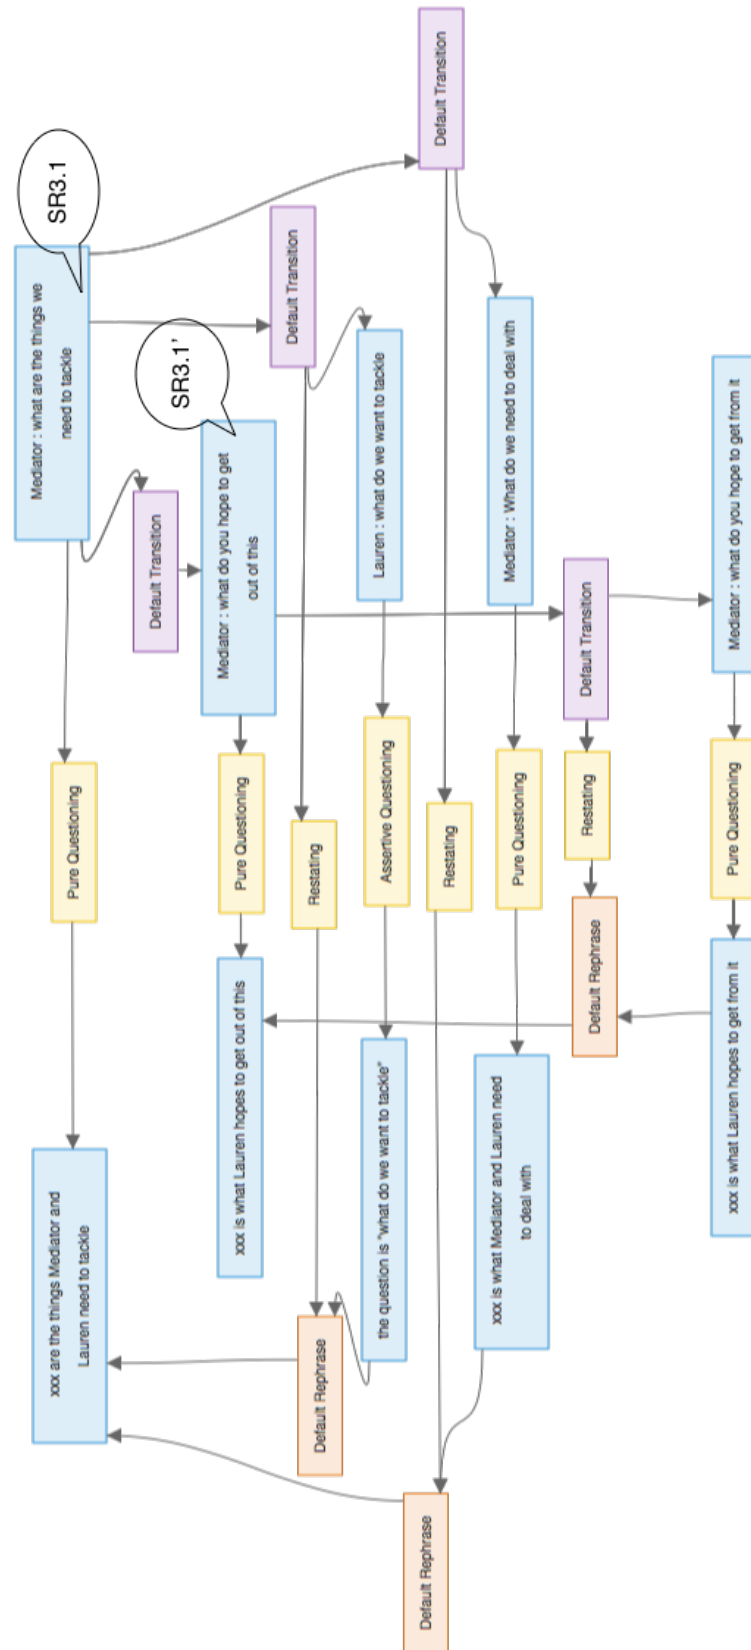 xxx are the things Mediator and
Lauren need to tackle
Pure Questioning
Mediator : what are the things we
need to tackle
SR3.1
Default Transition
SR3.1'
xxx is what Lauren hopes to get out of this
Pure Questioning
Mediator : what do you hope to get
out of this
Default Rephrase
Restating
Default Transition
the question is "what do we want to tackle"
Assertive Questioning
Lauren : what do we want to tackle
Default Rephrase
Restating
Default Transition
xxx is what Mediator and Lauren need
to deal with
Pure Questioning
Mediator : What do we need to deal with
Default Rephrase
Restating
Default Transition
xxx is what Lauren hopes to get from it
Pure Questioning
Mediator : what do you hope to get from it